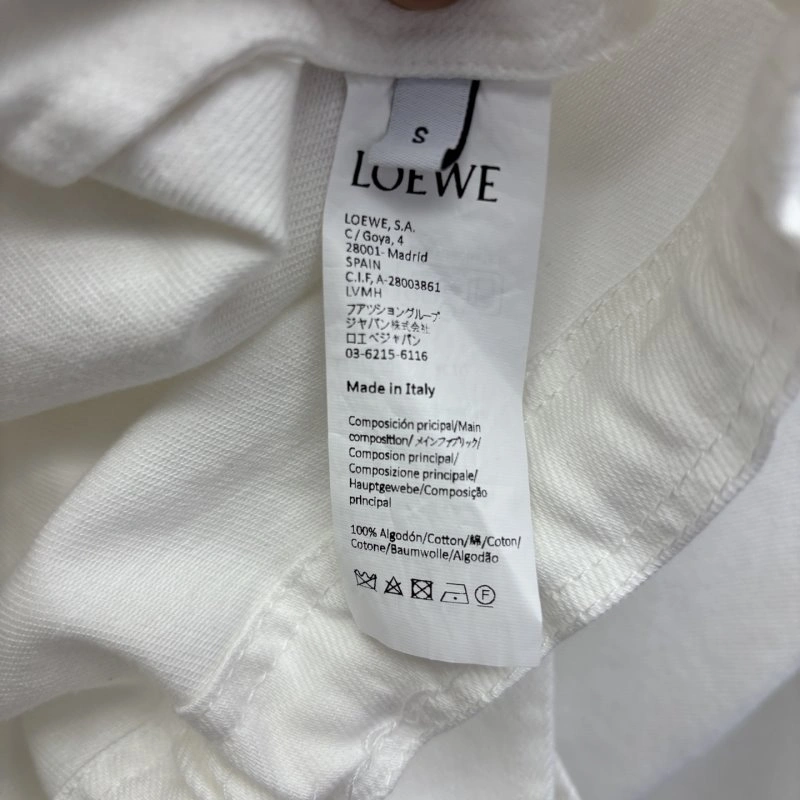 S
LOEWE
LOEWE, S.A.
C/Goya, 4
28001- Madrid
SPAIN
C.I.F, A-28003861
LVMH
ファッショングループ
ジャパン株式会社
ロエベジャパン
03-6215-6116
Made in Italy
Composición pricipal/Main
composition/メインファブリック/
Composion principal/
Composizione principale/
Hauptgewebe/Composição
principal
100% Algodón/Cotton/綿/Coton/
Cotone/Baumwolle/Algodão
F